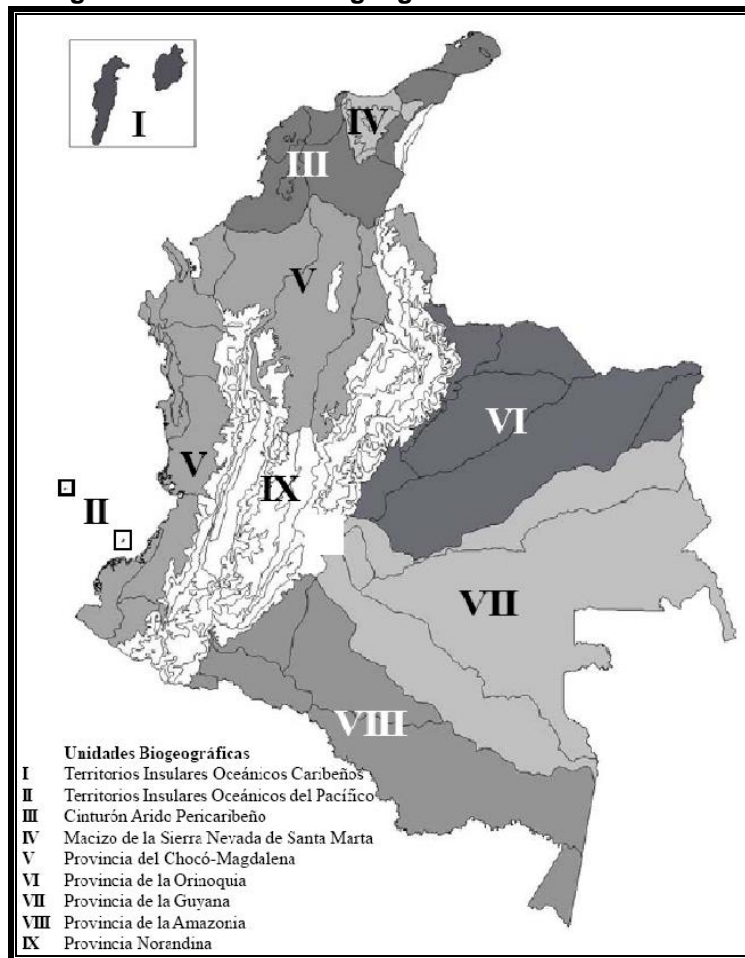 I
IV
III
V
VI
V
IX
II
VII
VIII
Unidades Biogeográficas
I Territorios Insulares Oceánicos Caribeños
II Territorios Insulares Oceánicos del Pacífico
III Cinturón Arido Pericaribeño
IV Macizo de la Sierra Nevada de Santa Marta
V Provincia del Chocó-Magdalena
VI Provincia de la Orinoquia
VII Provincia de la Guyana
VIII Provincia de la Amazonia
IX Provincia Norandina